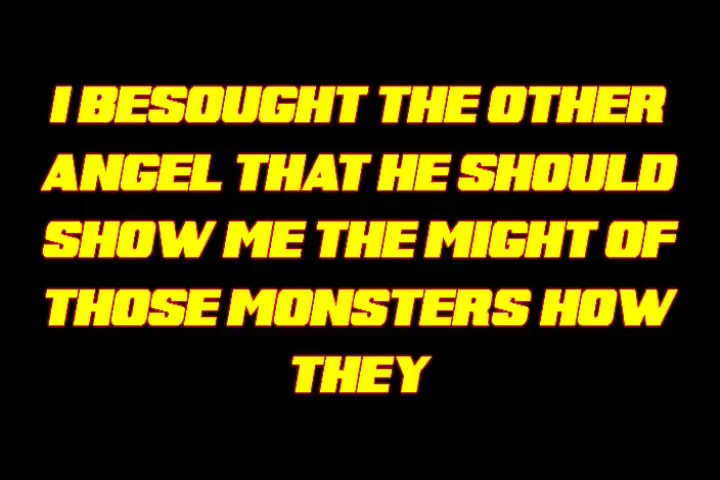 I BESOUGHT THE OTHER
ANGEL THAT HE SHOULD
SHOW ME THE MIGHT OF
THOSE MONSTERS HOW
THEY